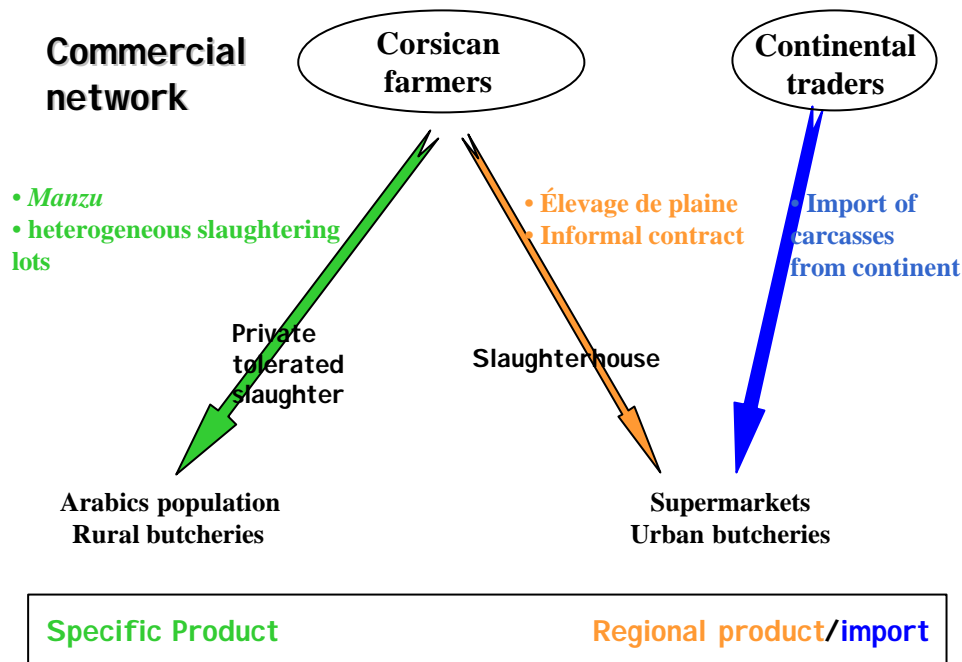 Commercial
network
Corsican
farmers
Continental
traders
• Manzu
• heterogeneous slaughtering
lots
• Élevage de plaine
• Informal contract
• Import of
carcasses
from continent
Private
tolerated
slaughter
Slaughterhouse
Arabics population
Rural butcheries
Supermarkets
Urban butcheries
Specific Product
Regional product/import